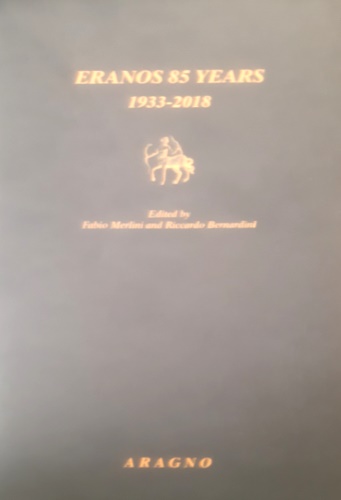 ERANOS 85 YEARS
1933-2018
Edited by
Fabio Merlini and Riccardo Bernardini
ARAGNO